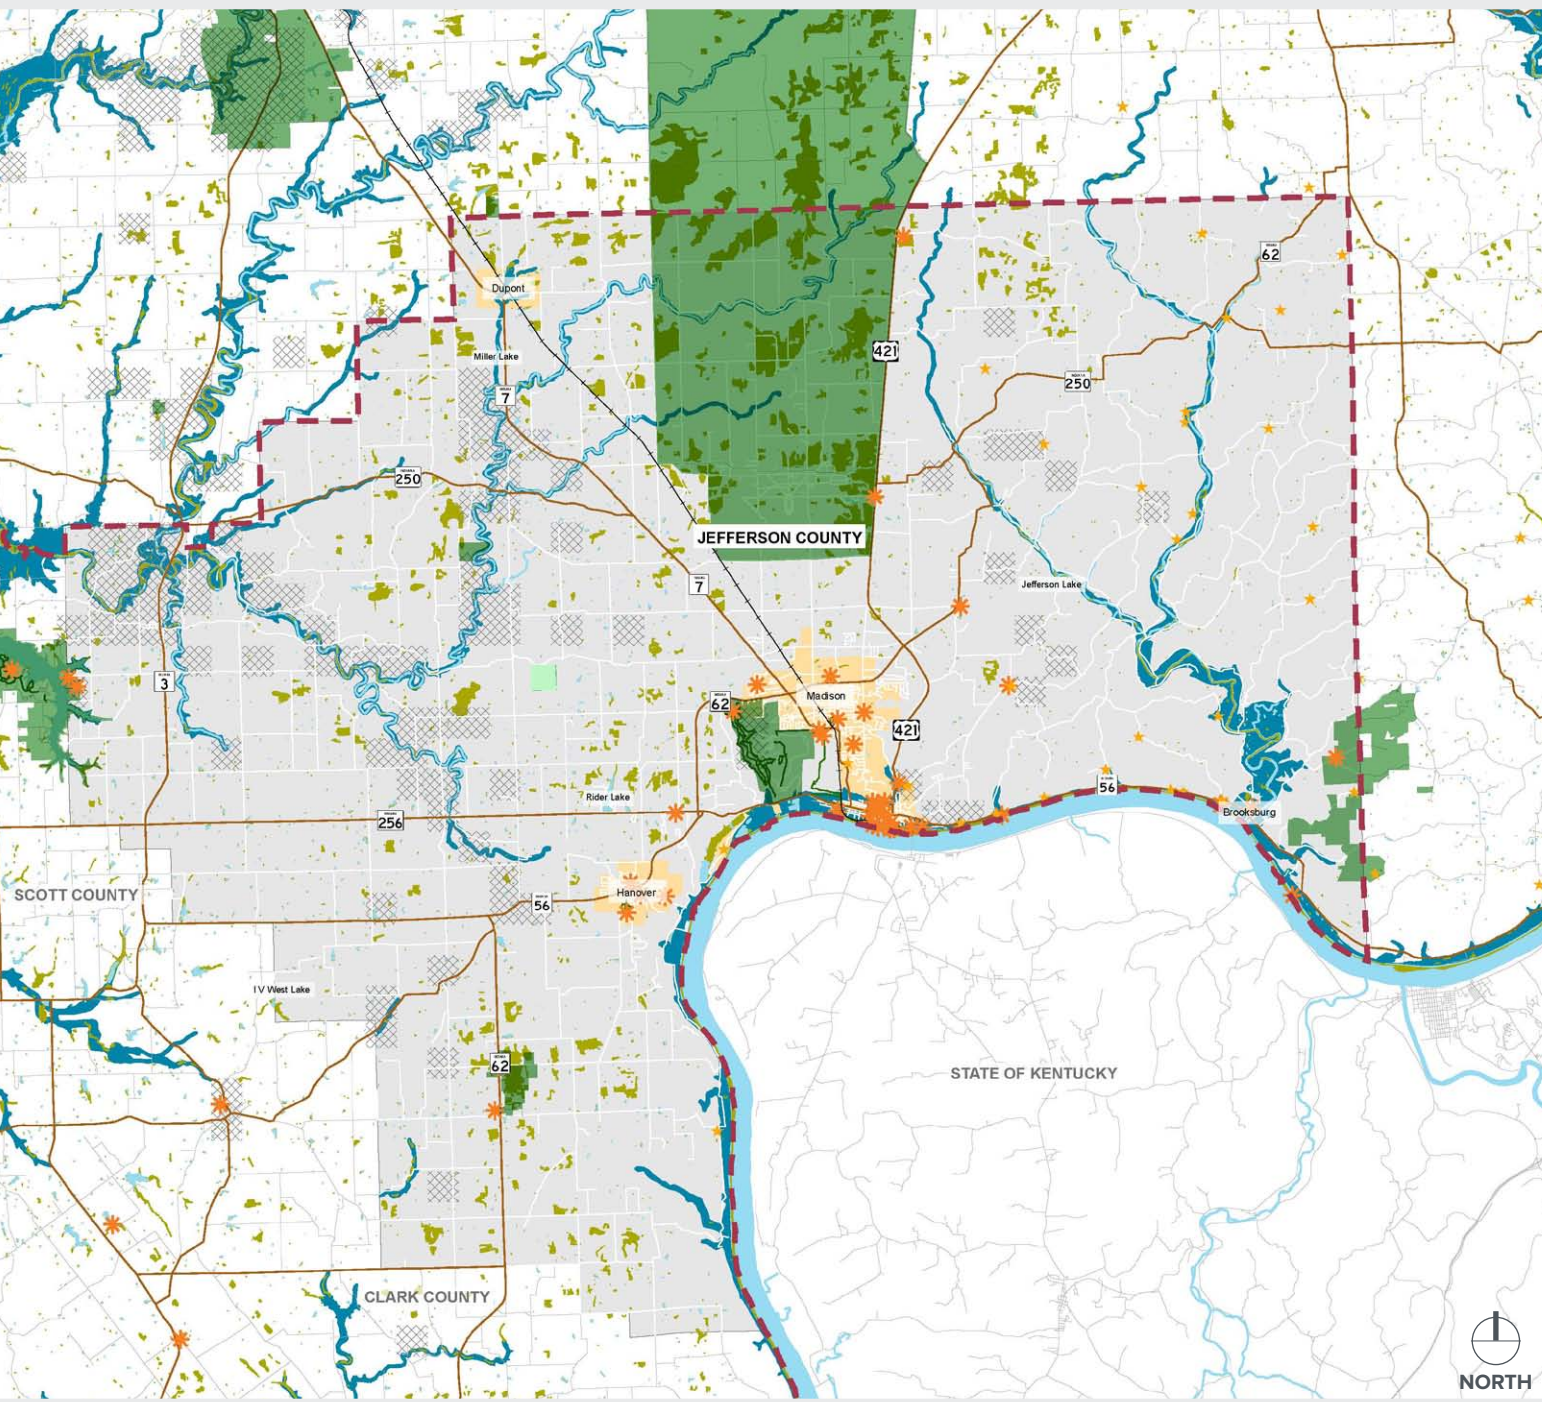 62
Dupont
421
Miller Lake
250
7
250
JEFFERSON COUNTY
7
Jefferson Lake
3
62
Madison
421
56
Rider Lake
Brooksburg
256
SCOTT COUNTY
Hanover
56
I V West Lake
62
STATE OF KENTUCKY
CLARK COUNTY
NORTH